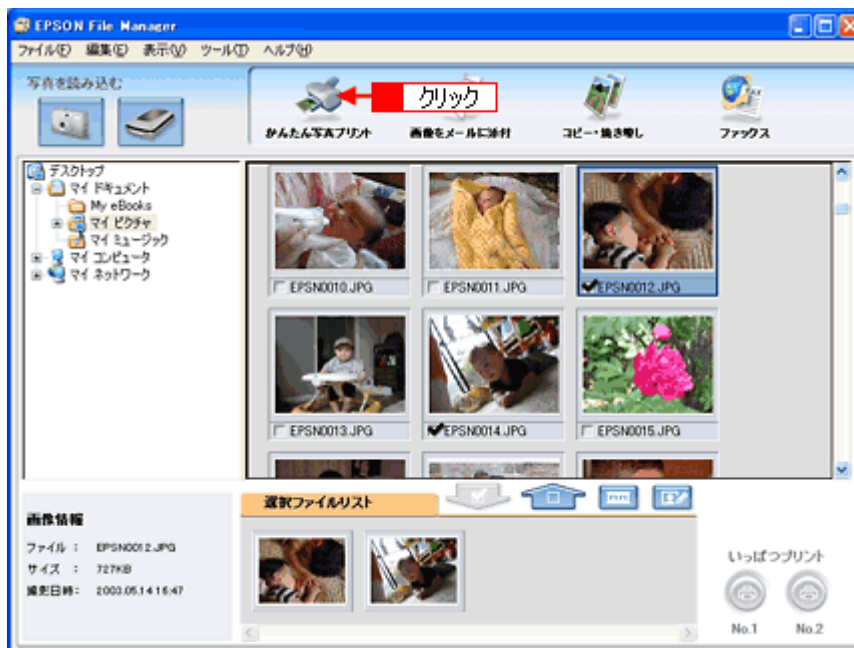 EPSON File Manager
ファイル(F) 編集(E) 表示(V) ツール(T) ヘルプ(H)
写真を読み込む
クリック
かんたん写真プリント 画像をメールに添付 コピー・焼き増し ファックス
デスクトップ
マイ ドキュメント
My eBooks
マイ ピクチャ
マイ ミュージック
マイ コンピュータ
マイ ネットワーク
EPSN0010.JPG EPSN0011.JPG EPSN0012.JPG
EPSN0013.JPG EPSN0014.JPG EPSN0015.JPG
選択ファイルリスト
画像情報
ファイル : EPSN0012.JPG
サイズ : 727KB
撮影日時: 2003.05.14 16:47
いっぱつプリント
No.1 No.2